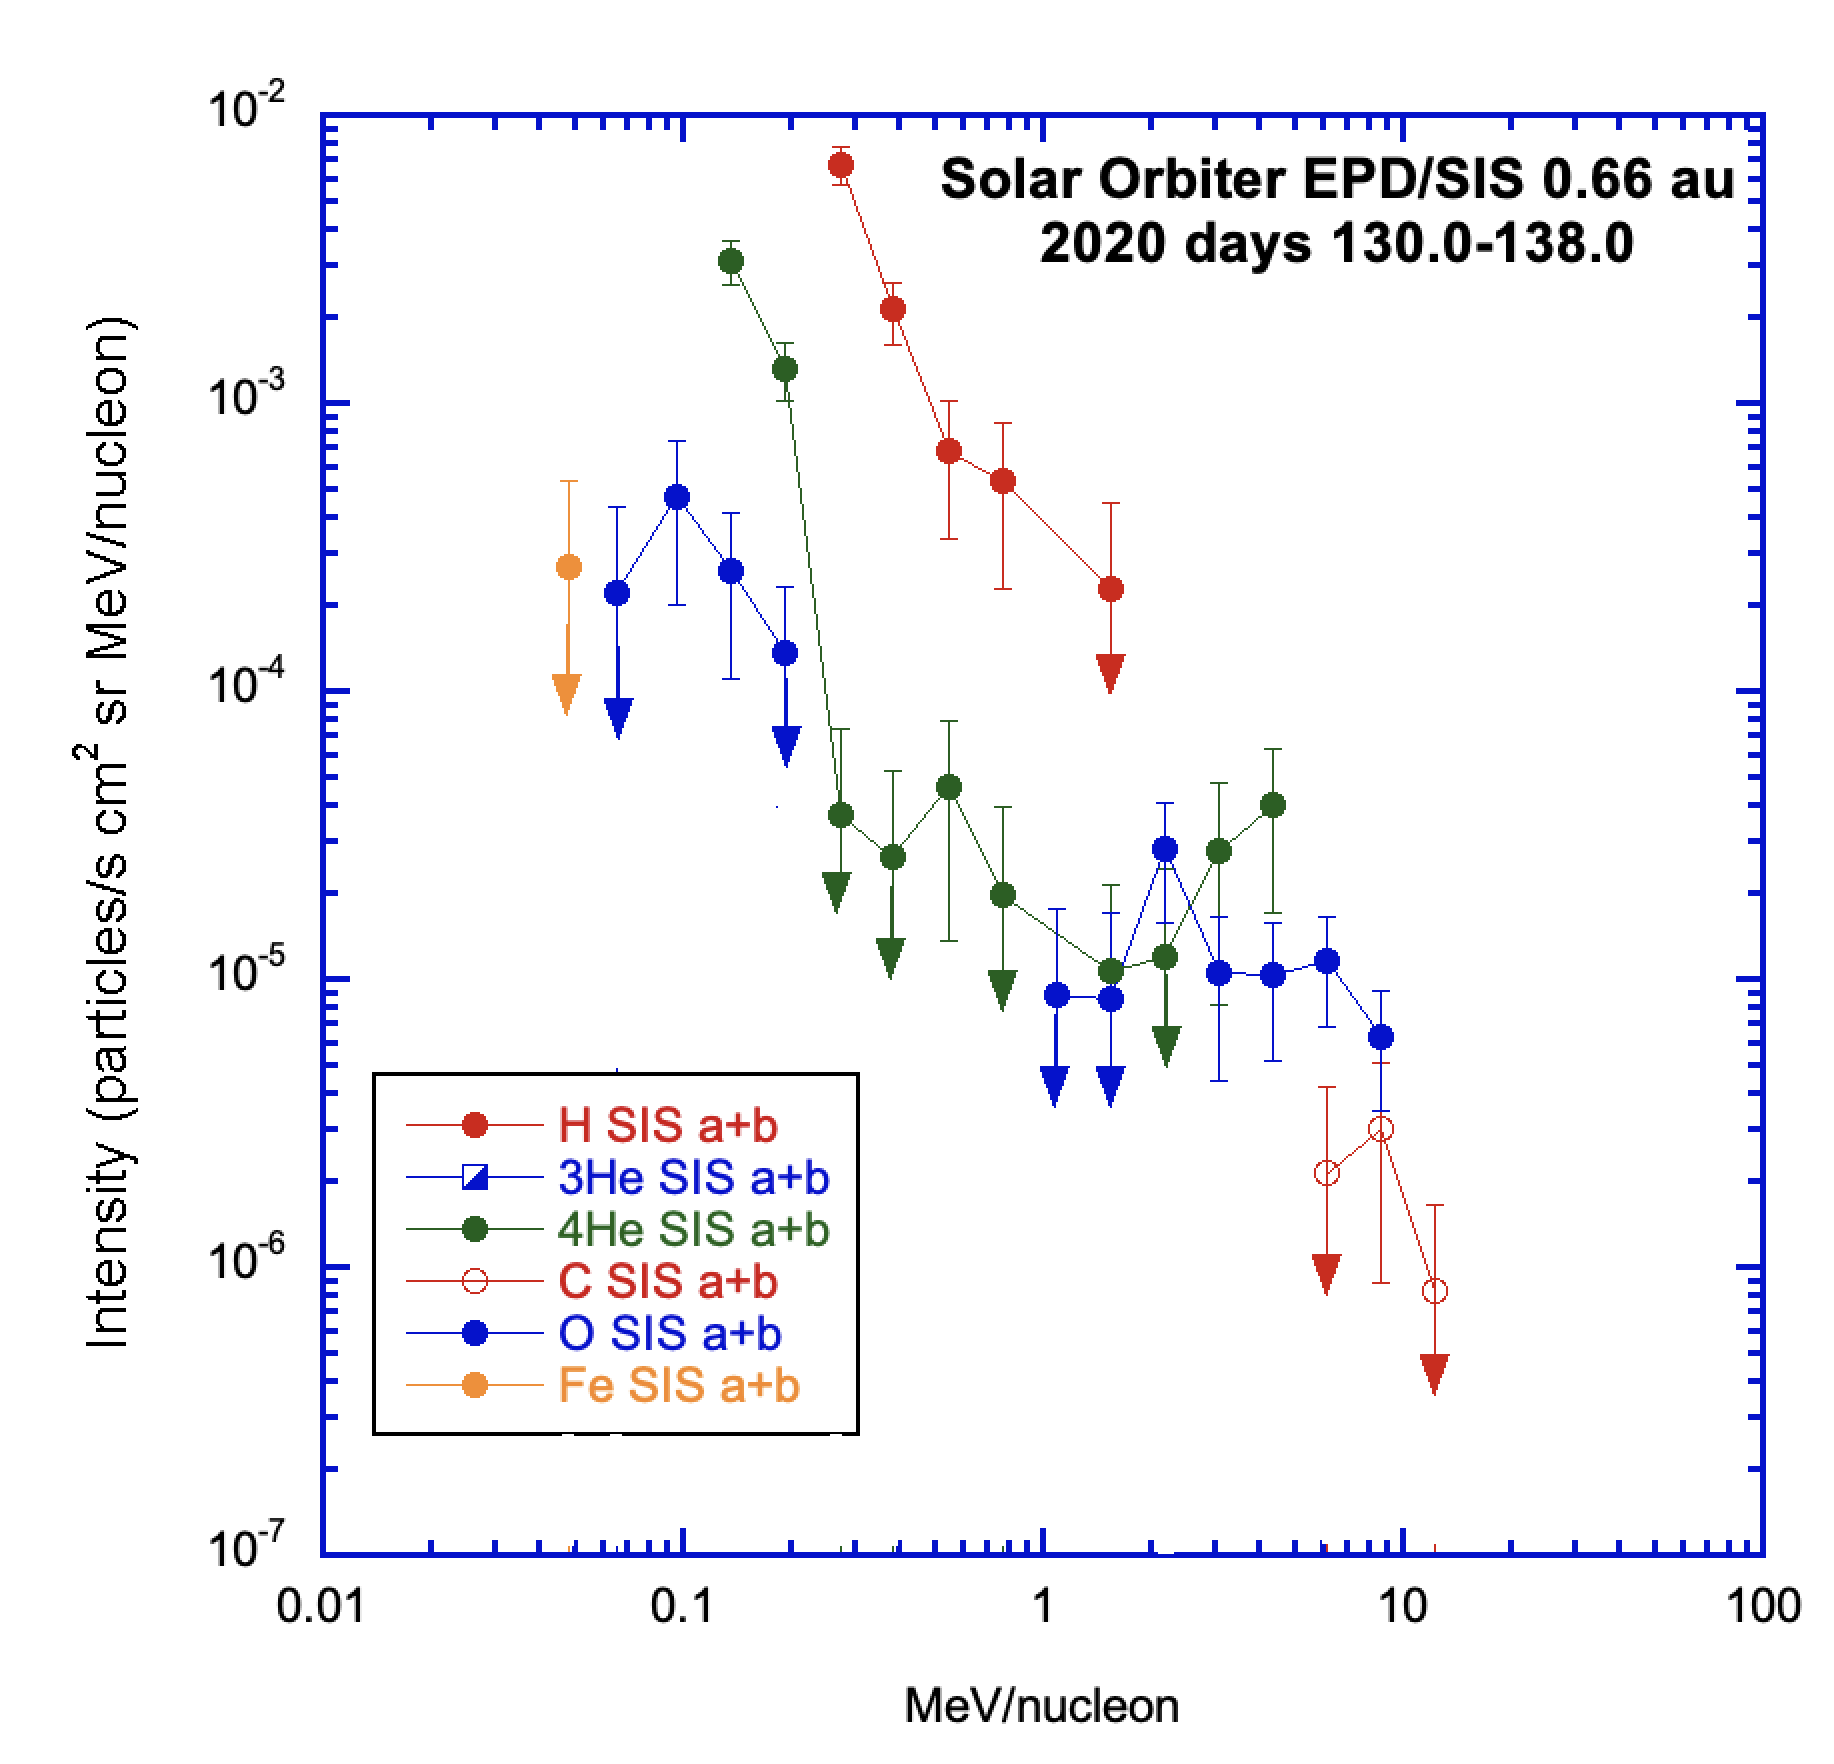 Solar Orbiter EPD/SIS 0.66 au
2020 days 130.0-138.0
Intensity (particles/s cm² sr MeV/nucleon)
10⁻²
10⁻³
10⁻⁴
10⁻⁵
10⁻⁶
10⁻⁷
H SIS a+b
3He SIS a+b
4He SIS a+b
C SIS a+b
O SIS a+b
Fe SIS a+b
0.01 0.1 1 10 100
MeV/nucleon